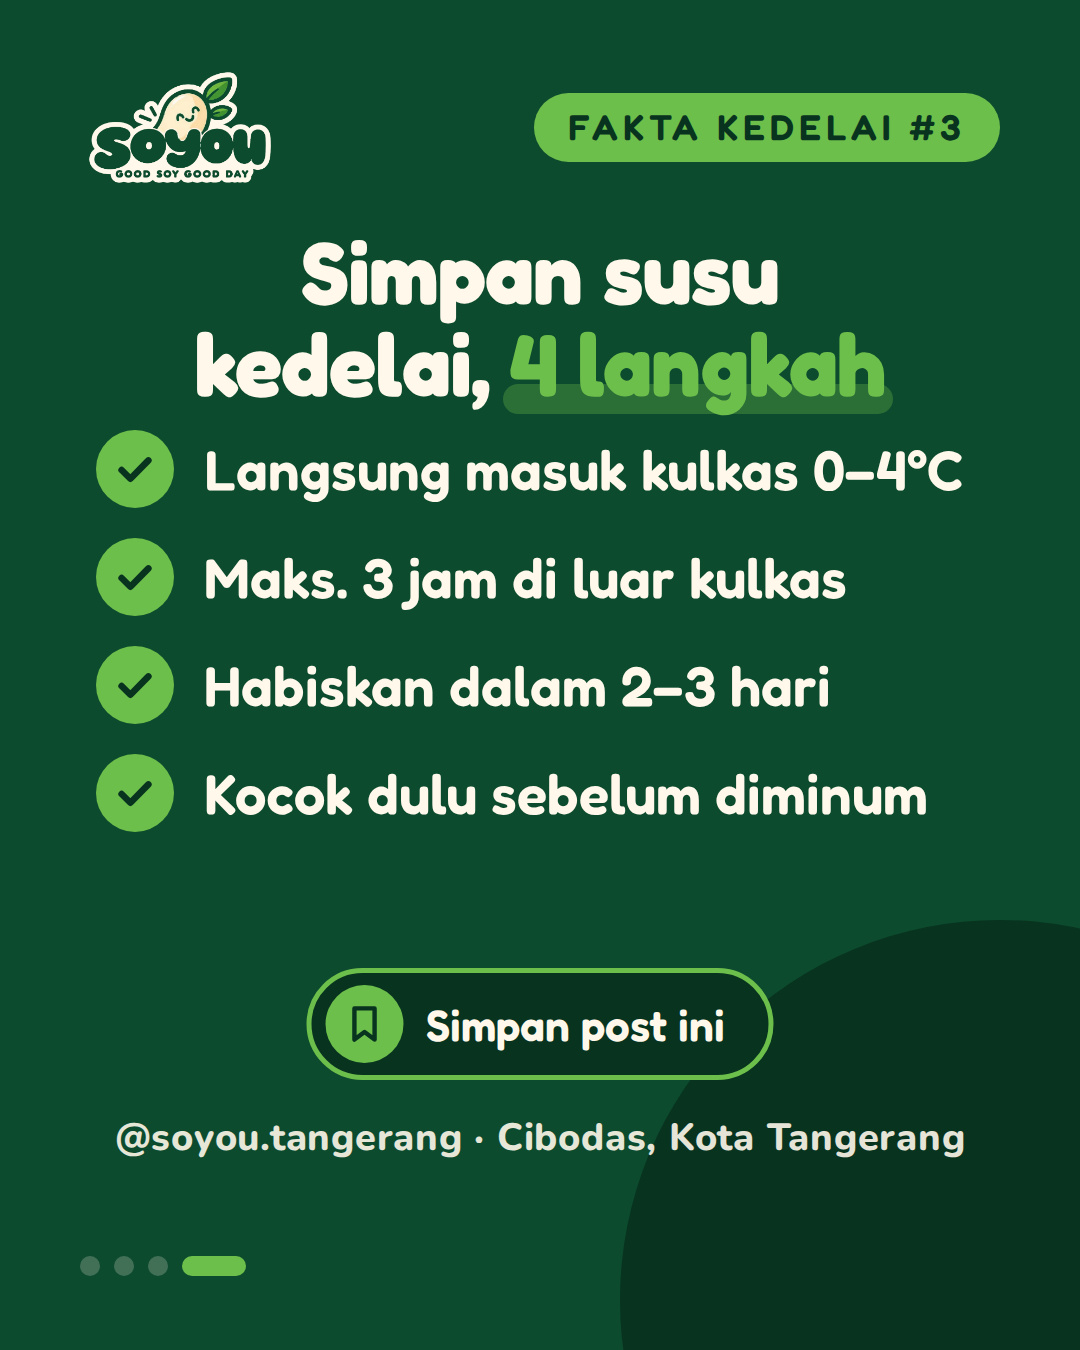 soyou
GOOD SOY GOOD DAY
FAKTA KEDELAI #3
Simpan susu
kedelai, 4 langkah
Langsung masuk kulkas 0–4°C
Maks. 3 jam di luar kulkas
Habiskan dalam 2–3 hari
Kocok dulu sebelum diminum
Simpan post ini
@soyou.tangerang · Cibodas, Kota Tangerang